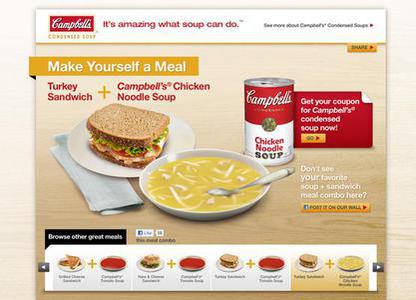 Campbell's
CONDENSED SOUP
It's amazing what soup can do.™
See more about Campbell's® Condensed Soups
SHARE
Make Yourself a Meal
Turkey
Sandwich
+
Campbell's® Chicken
Noodle Soup
Campbell's
CONDENSED
Chicken
Noodle
SOUP
Get your coupon
for Campbell's®
condensed
soup now!
GO
Don't see
your favorite
soup + sandwich
meal combo here?
f POST IT ON OUR WALL
Browse other great meals
Like
this meal combo
Grilled Cheese
Sandwich
+
Campbell's®
Tomato Soup
Ham & Cheese
Sandwich
+
Campbell's®
Tomato Soup
Turkey
Sandwich
+
Campbell's®
Tomato Soup
Turkey
Sandwich
+
Campbell's®
Chicken
Noodle Soup